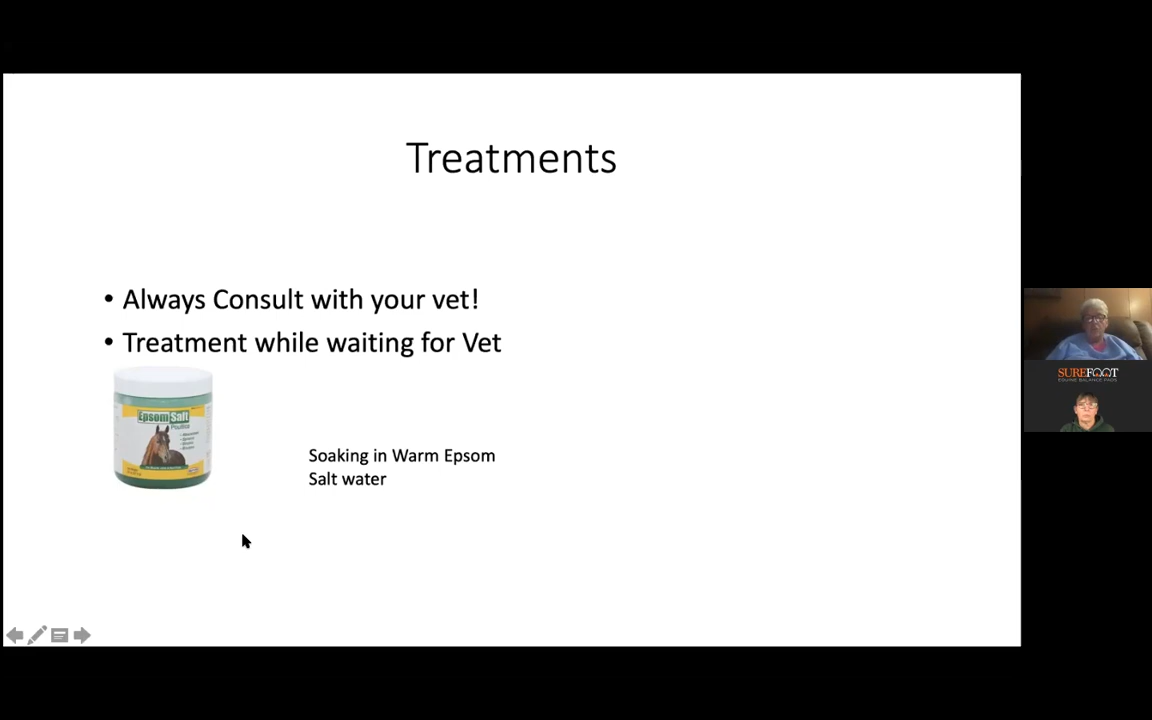 Treatments
• Always Consult with your vet!
• Treatment while waiting for Vet
Epsom Salt
Poultice
Soaking in Warm Epsom
Salt water
SUREFOOT
EQUINE BALANCE PADS